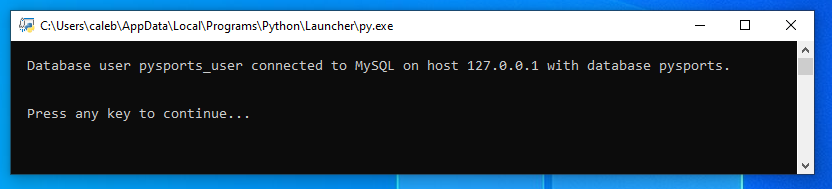 C:\Users\caleb\AppData\Local\Programs\Python\Launcher\py.exe
Database user pysports_user connected to MySQL on host 127.0.0.1 with database pysports.
Press any key to continue...